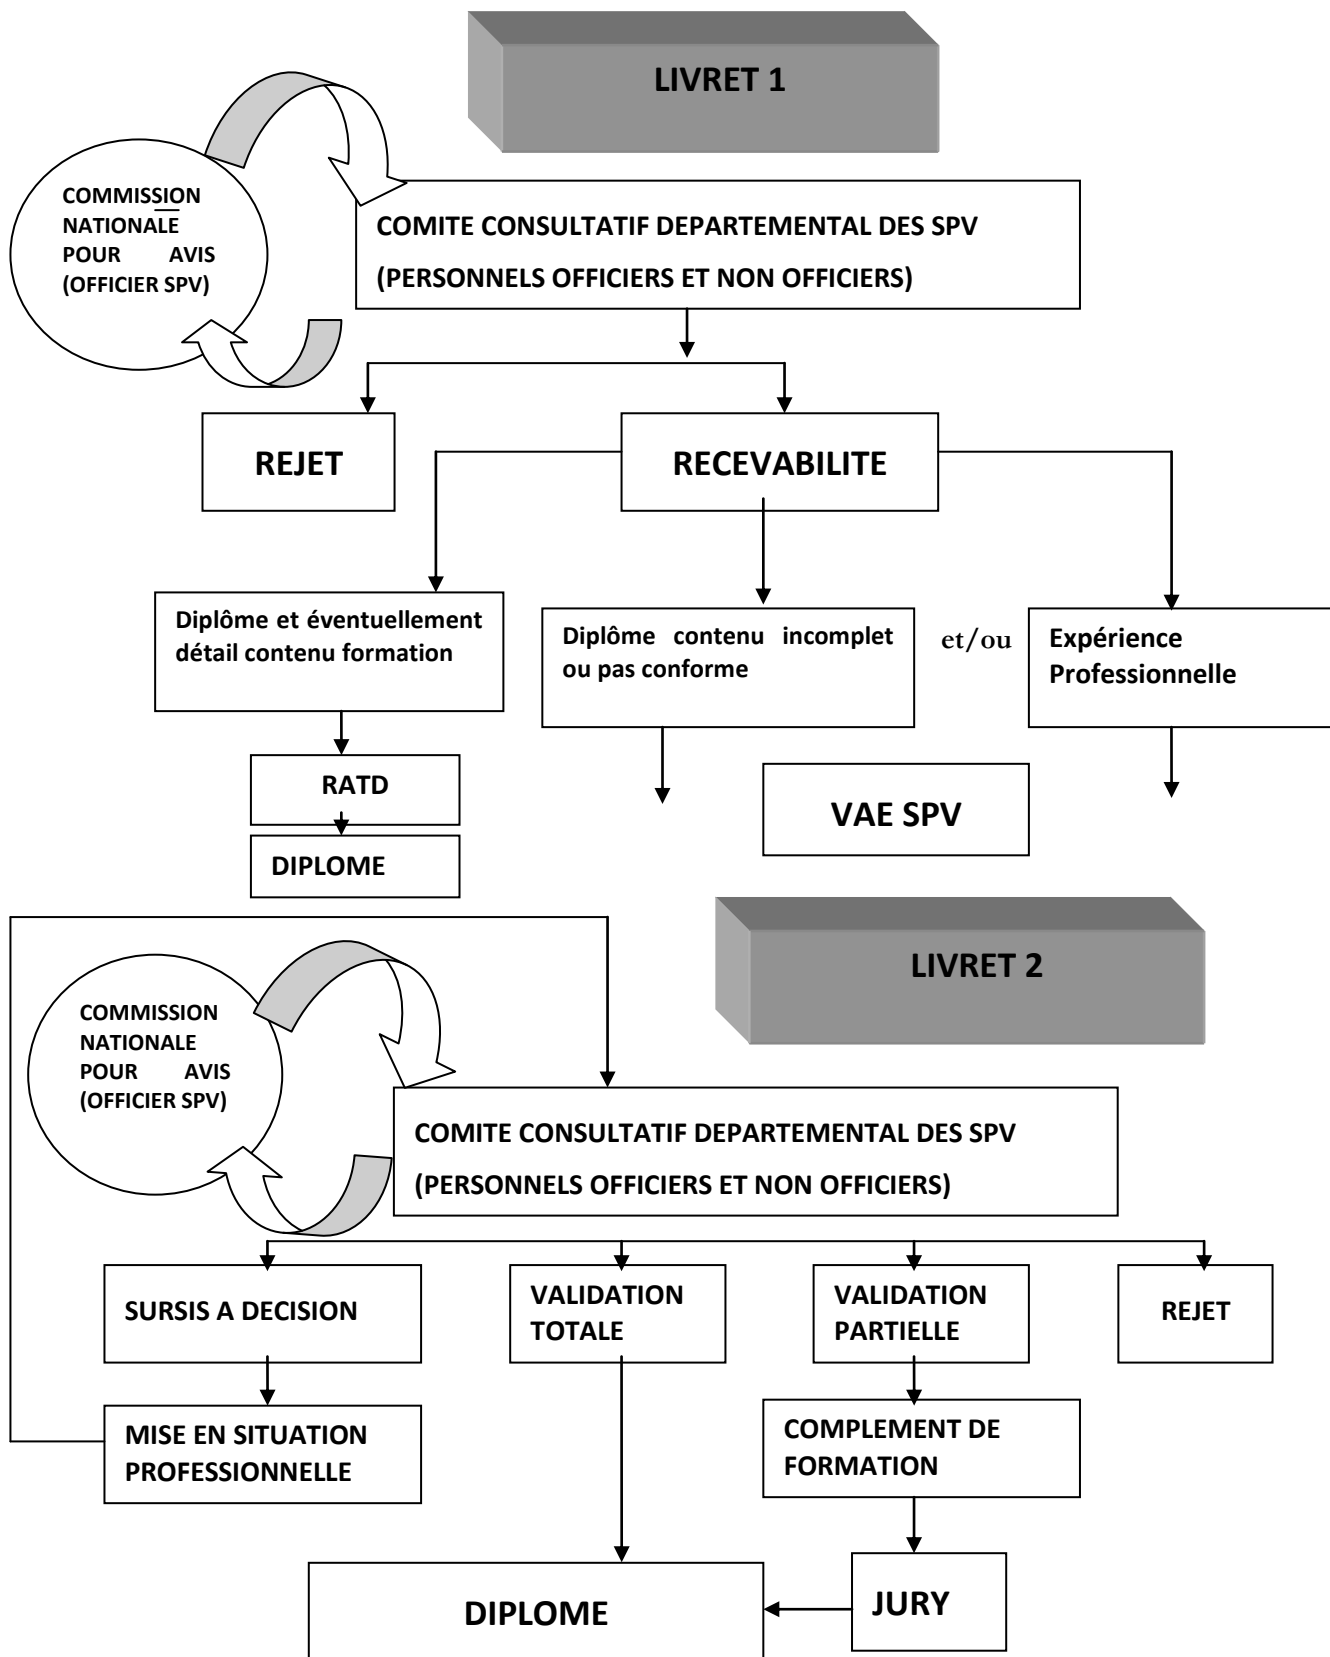 LIVRET 1
COMMISSION
NATIONALE
POUR AVIS
(OFFICIER SPV)
COMITE CONSULTATIF DEPARTEMENTAL DES SPV
(PERSONNELS OFFICIERS ET NON OFFICIERS)
REJET
RECEVABILITE
Diplôme et éventuellement
détail contenu formation
Diplôme contenu incomplet
ou pas conforme
et/ou
Expérience
Professionnelle
RATD
VAE SPV
DIPLOME
LIVRET 2
COMMISSION
NATIONALE
POUR AVIS
(OFFICIER SPV)
COMITE CONSULTATIF DEPARTEMENTAL DES SPV
(PERSONNELS OFFICIERS ET NON OFFICIERS)
SURSIS A DECISION
VALIDATION
TOTALE
VALIDATION
PARTIELLE
REJET
MISE EN SITUATION
PROFESSIONNELLE
COMPLEMENT DE
FORMATION
DIPLOME
JURY